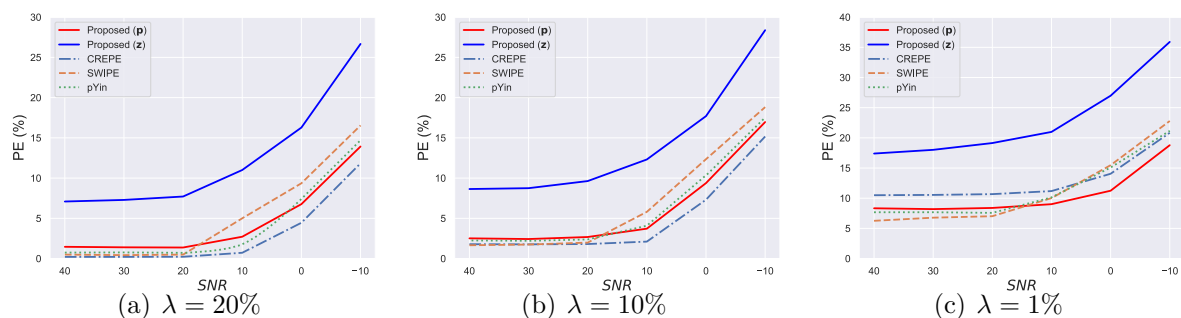 30
25
20
15
10
5
0
PE (%)
Proposed (p)
Proposed (z)
CREPE
SWIPE
pYin
40 30 20 10 0 −10
SNR
(a) λ = 20%
30
25
20
15
10
5
0
PE (%)
Proposed (p)
Proposed (z)
CREPE
SWIPE
pYin
40 30 20 10 0 −10
SNR
(b) λ = 10%
40
35
30
25
20
15
10
5
0
PE (%)
Proposed (p)
Proposed (z)
CREPE
SWIPE
pYin
40 30 20 10 0 −10
SNR
(c) λ = 1%